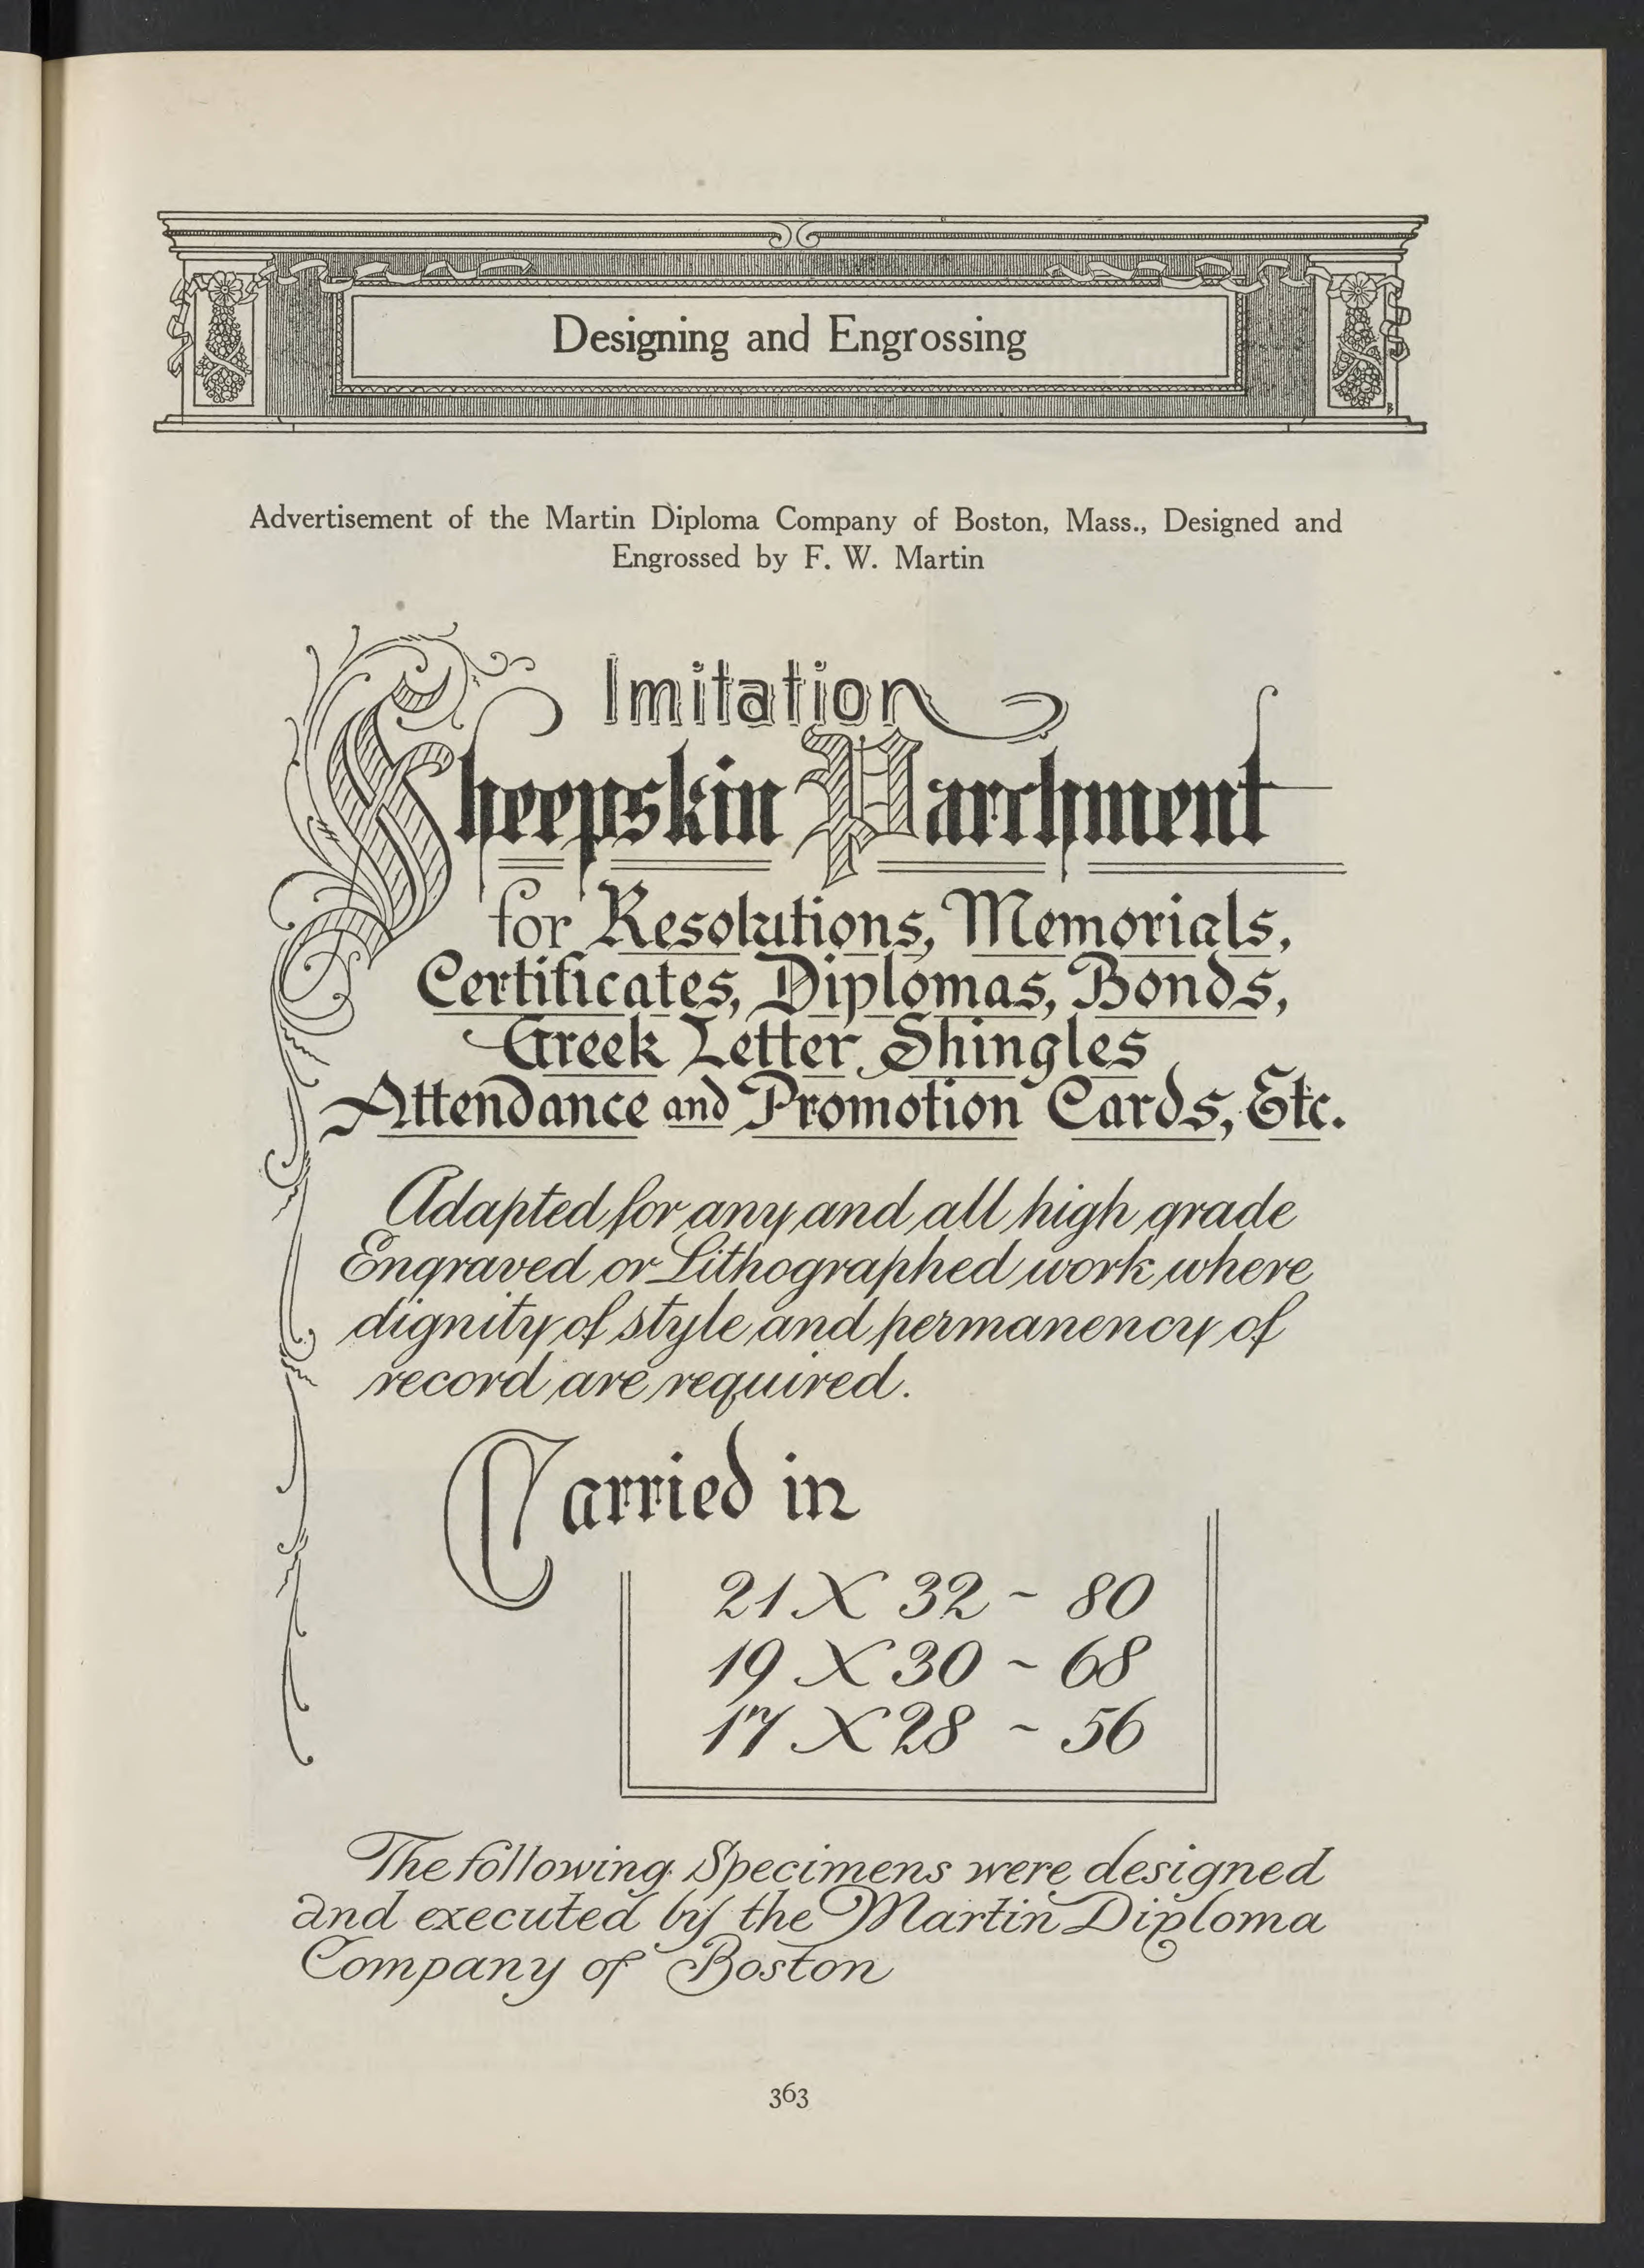 Designing and Engrossing
Advertisement of the Martin Diploma Company of Boston, Mass., Designed and
Engrossed by F. W. Martin
Imitation
Sheepskin Parchment
for Resolutions, Memorials,
Certificates, Diplomas, Bonds,
Greek Letter Shingles
Attendance and Promotion Cards, Etc.
Adapted for any and all high grade
Engraved or Lithographed work where
dignity of style and permanency of
record are required.
Carried in
21 X 32 ~ 80
19 X 30 ~ 68
17 X 28 ~ 56
The following Specimens were designed
and executed by the Martin Diploma
Company of Boston
363